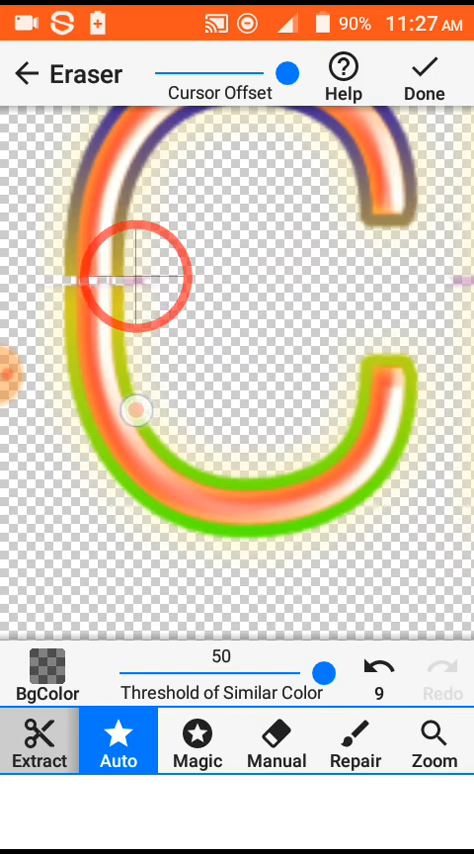 90% 11:27 AM
Eraser Cursor Offset Help Done
C
50
BgColor Threshold of Similar Color 9 Redo
Extract Auto Magic Manual Repair Zoom